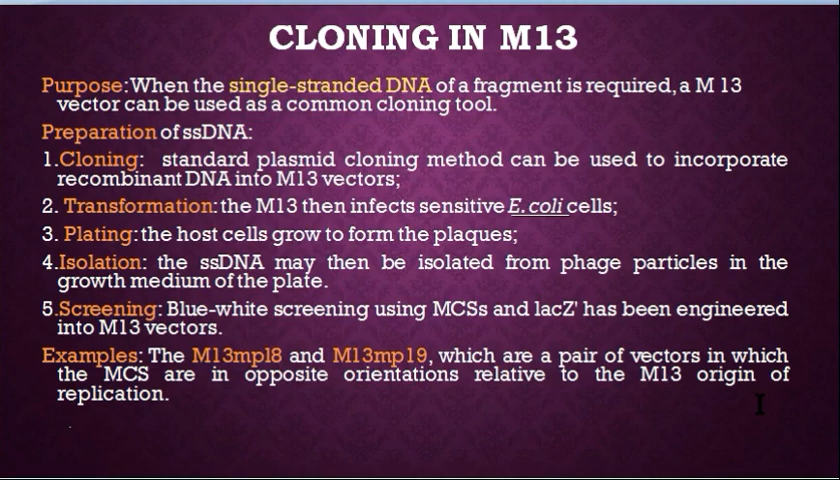 CLONING IN M13
Purpose: When the single-stranded DNA of a fragment is required, a M 13
vector can be used as a common cloning tool.
Preparation of ssDNA:
1.Cloning: standard plasmid cloning method can be used to incorporate
recombinant DNA into M13 vectors;
2. Transformation: the M13 then infects sensitive E. coli cells;
3. Plating: the host cells grow to form the plaques;
4.Isolation: the ssDNA may then be isolated from phage particles in the
growth medium of the plate.
5.Screening: Blue-white screening using MCSs and lacZ' has been engineered
into M13 vectors.
Examples: The M13mpl8 and M13mp19, which are a pair of vectors in which
the MCS are in opposite orientations relative to the M13 origin of
replication.